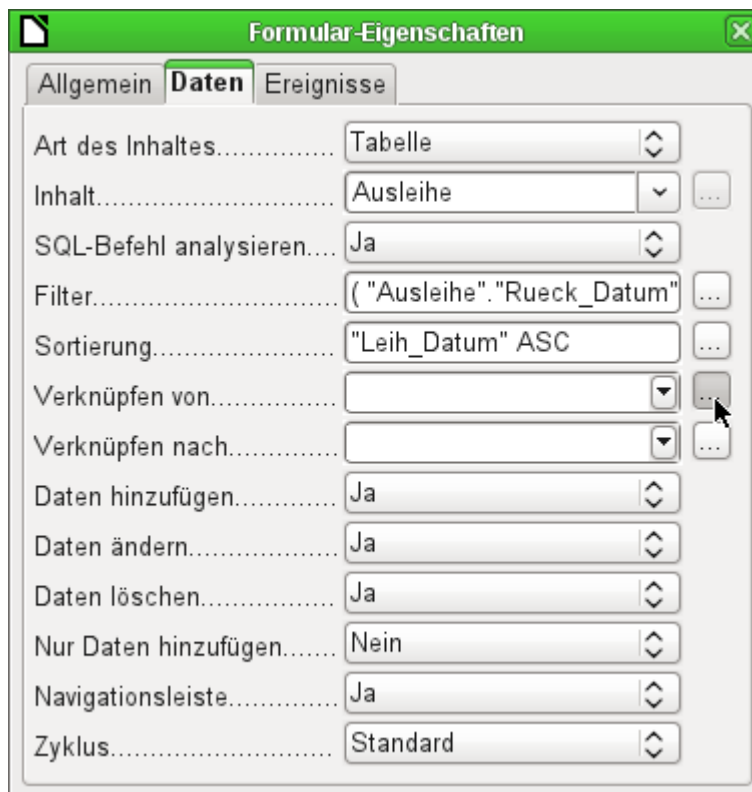 Formular-Eigenschaften
Allgemein Daten Ereignisse
Art des Inhaltes............... Tabelle
Inhalt.............................. Ausleihe ...
SQL-Befehl analysieren.... Ja
Filter.............................. ( "Ausleihe"."Rueck_Datum" ...
Sortierung....................... "Leih_Datum" ASC ...
Verknüpfen von................ ...
Verknüpfen nach.............. ...
Daten hinzufügen............. Ja
Daten ändern................... Ja
Daten löschen.................. Ja
Nur Daten hinzufügen....... Nein
Navigationsleiste.............. Ja
Zyklus............................. Standard